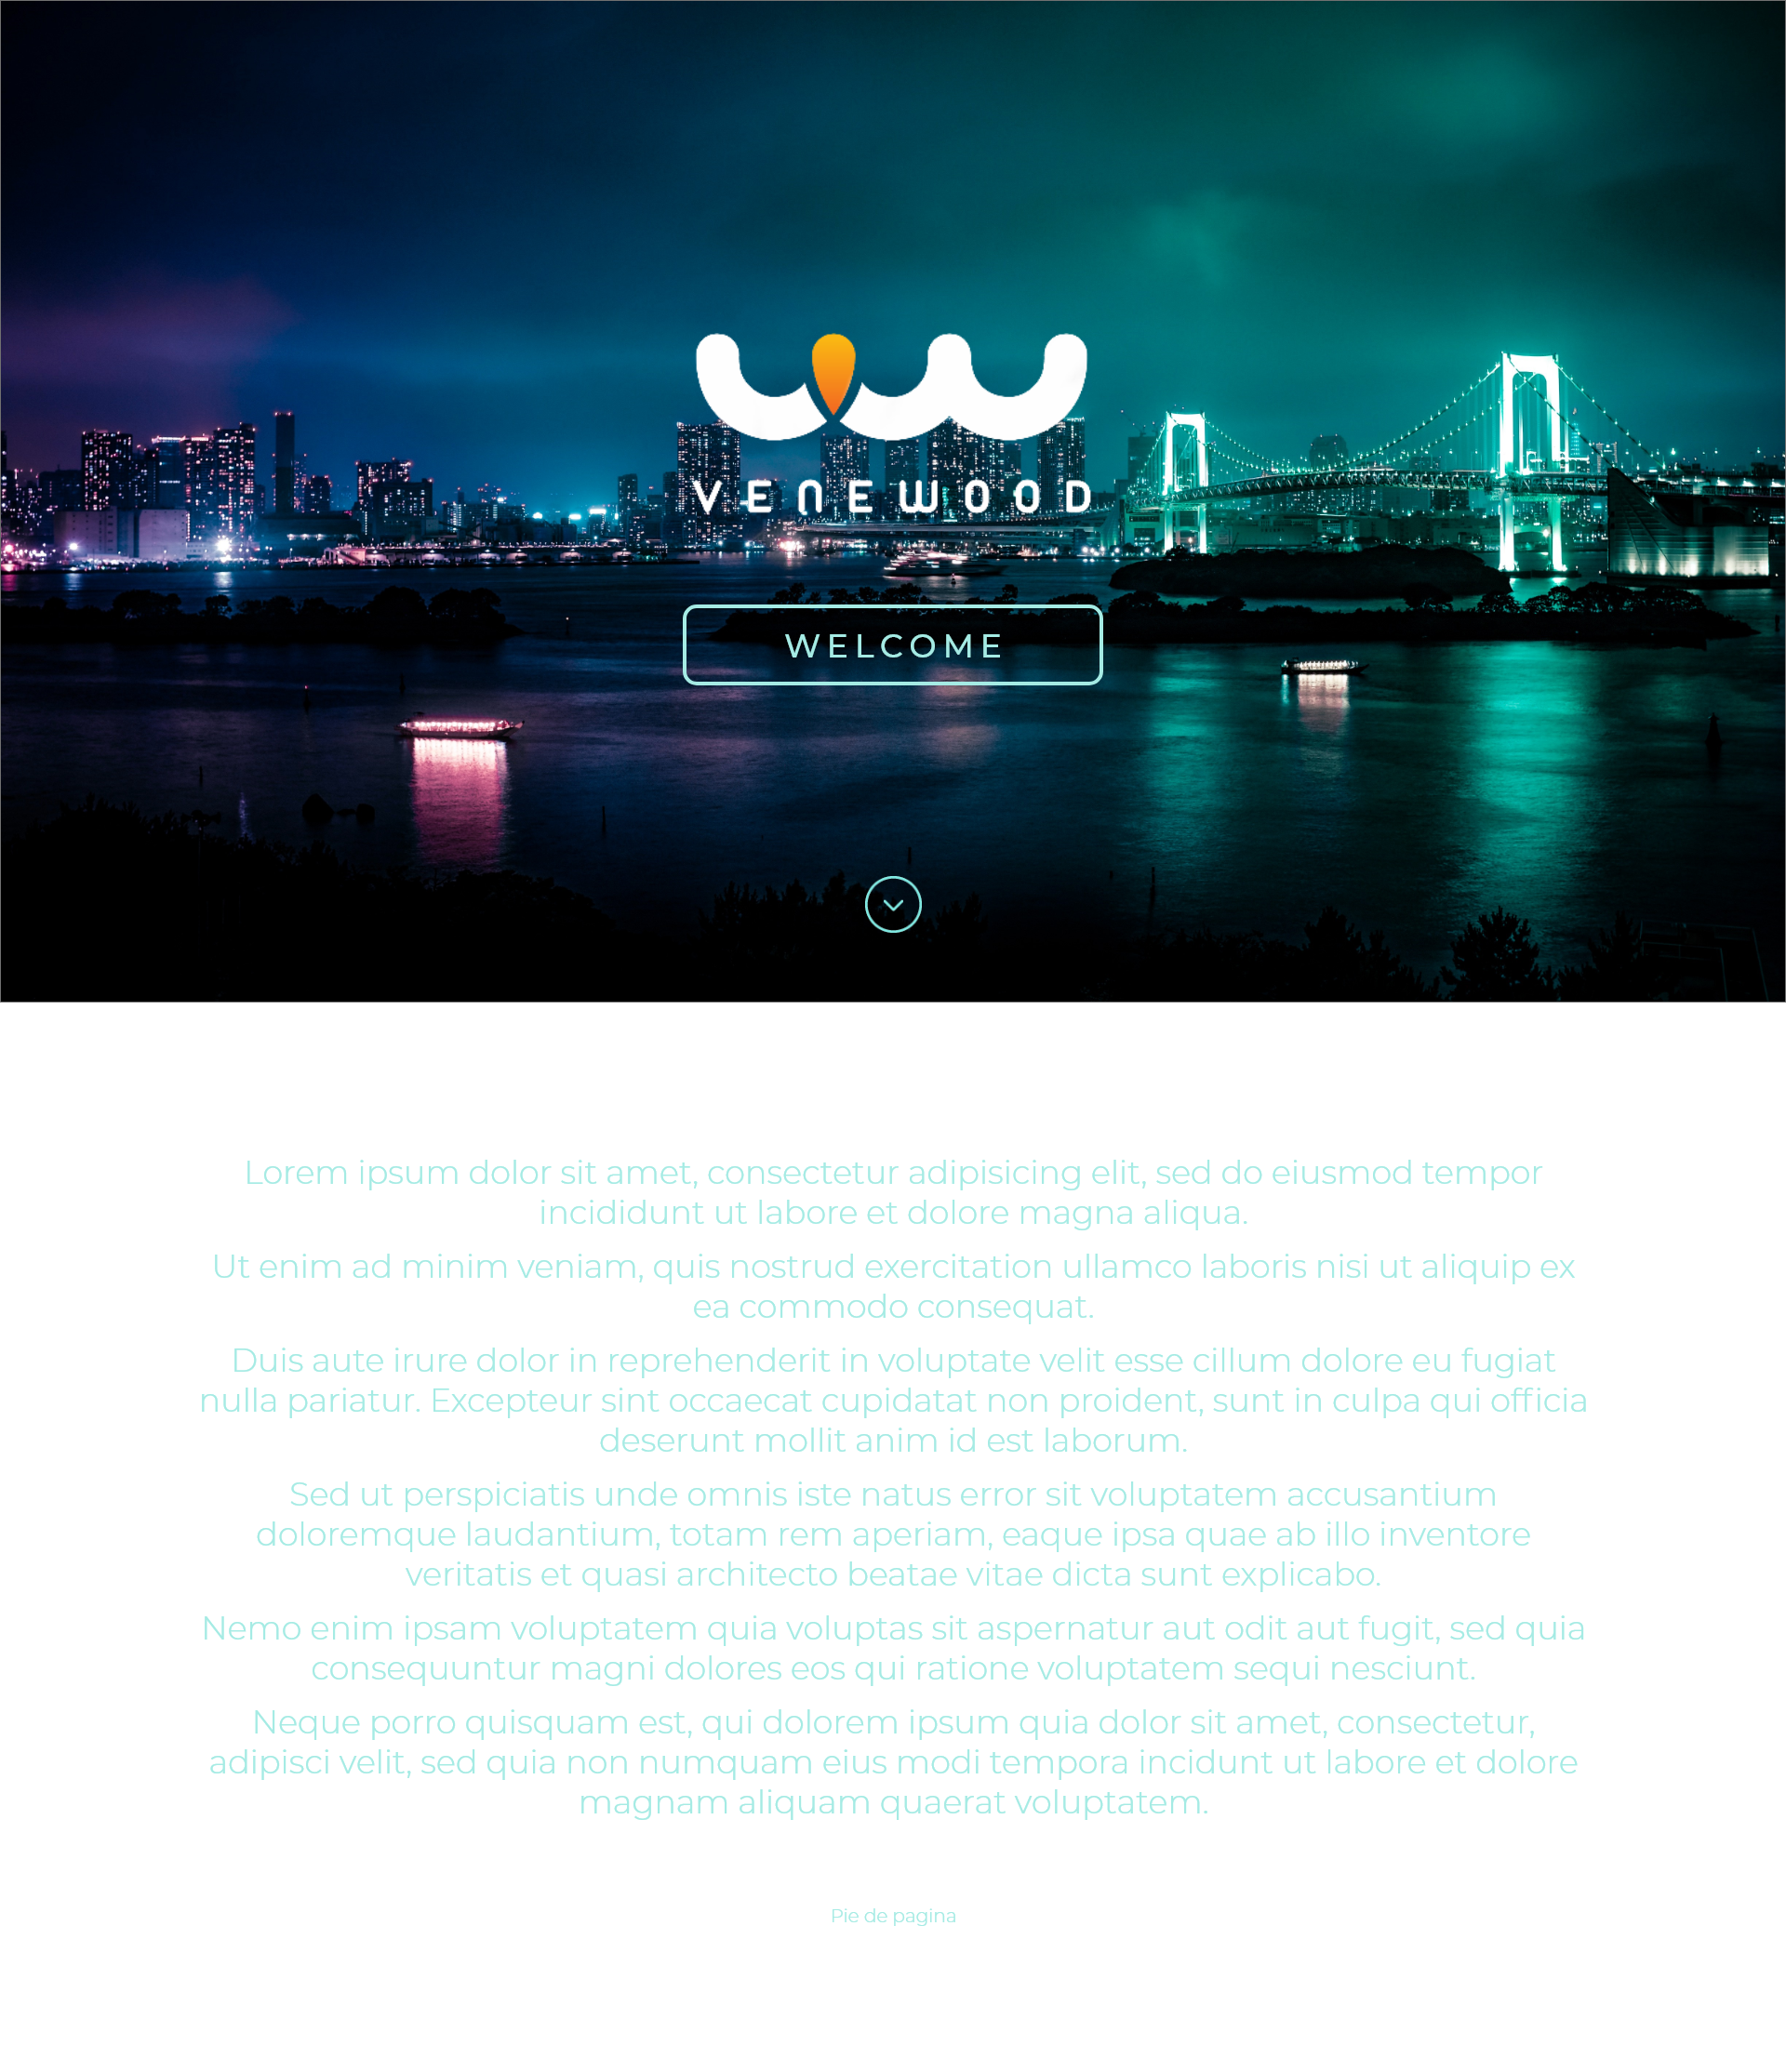 VENEWOOD
WELCOME
Lorem ipsum dolor sit amet, consectetur adipisicing elit, sed do eiusmod tempor
incididunt ut labore et dolore magna aliqua.
Ut enim ad minim veniam, quis nostrud exercitation ullamco laboris nisi ut aliquip ex
ea commodo consequat.
Duis aute irure dolor in reprehenderit in voluptate velit esse cillum dolore eu fugiat
nulla pariatur. Excepteur sint occaecat cupidatat non proident, sunt in culpa qui officia
deserunt mollit anim id est laborum.
Sed ut perspiciatis unde omnis iste natus error sit voluptatem accusantium
doloremque laudantium, totam rem aperiam, eaque ipsa quae ab illo inventore
veritatis et quasi architecto beatae vitae dicta sunt explicabo.
Nemo enim ipsam voluptatem quia voluptas sit aspernatur aut odit aut fugit, sed quia
consequuntur magni dolores eos qui ratione voluptatem sequi nesciunt.
Neque porro quisquam est, qui dolorem ipsum quia dolor sit amet, consectetur,
adipisci velit, sed quia non numquam eius modi tempora incidunt ut labore et dolore
magnam aliquam quaerat voluptatem.
Pie de pagina